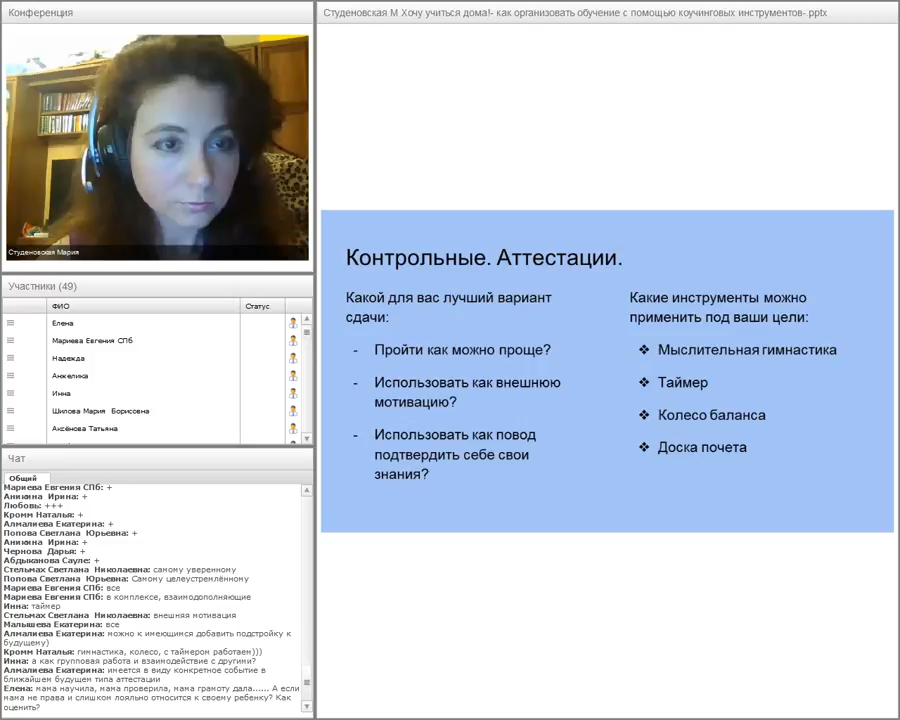 Конференция
Студеновская Мария
Участники (49)
ФИО
Статус
Елена
Мариева Евгения СПб
Надежда
Анжелика
Инна
Шилова Мария Борисовна
Аксёнова Татьяна
Чат
Общий
Мариева Евгения СПб: +
Аникина Ирина: +
Любовь: +++
Кромм Наталья: +
Алмалиева Екатерина: +
Попова Светлана Юрьевна: +
Аникина Ирина: +
Чернова Дарья: +
Абдыканова Сауле: +
Стельмах Светлана Николаевна: самому уверенному
Попова Светлана Юрьевна: Самому целеустремлённому
Мариева Евгения СПб: все
Мариева Евгения СПб: в комплексе, взаимодополняющие
Инна: таймер
Стельмах Светлана Николаевна: внешняя мотивация
Малышева Екатерина: все
Алмалиева Екатерина: можно к имеющимся добавить подстройку к
будущему)
Кромм Наталья: гимнастика, колесо, с таймером работаем)))
Инна: а как групповая работа и взаимодействие с другими?
Алмалиева Екатерина: имеется в виду конкретное событие в
ближайшем будущем типа аттестации
Елена: мама научила, мама проверила, мама грамоту дала...... А если
мама не права и слишком лояльно относится к своему ребенку? Как
оценить?
Студеновская М Хочу учиться дома!- как организовать обучение с помощью коучинговых инструментов-.pptx
Контрольные. Аттестации.
Какой для вас лучший вариант
сдачи:
- Пройти как можно проще?
- Использовать как внешнюю
мотивацию?
- Использовать как повод
подтвердить себе свои
знания?
Какие инструменты можно
применить под ваши цели:
❖ Мыслительная гимнастика
❖ Таймер
❖ Колесо баланса
❖ Доска почета